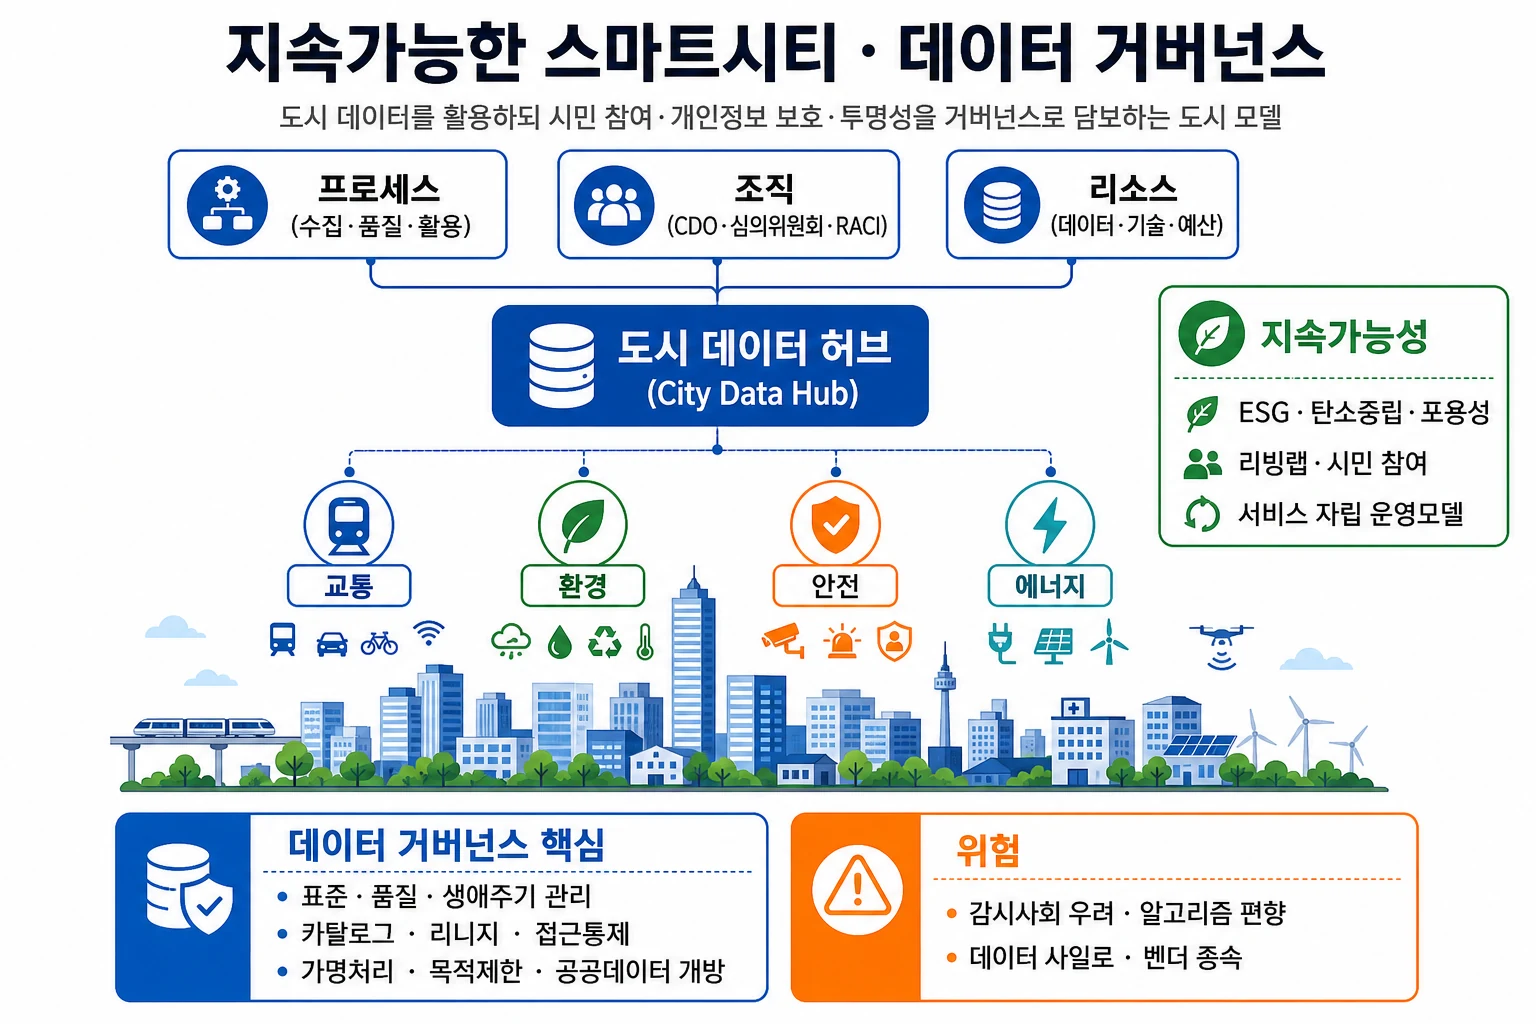 지속가능한 스마트시티 · 데이터 거버넌스
도시 데이터를 활용하되 시민 참여·개인정보 보호·투명성을 거버넌스로 담보하는 도시 모델
프로세스
(수집·품질·활용)
조직
(CDO·심의위원회·RACI)
리소스
(데이터·기술·예산)
도시 데이터 허브
(City Data Hub)
지속가능성
ESG · 탄소중립 · 포용성
리빙랩 · 시민 참여
서비스 자립 운영모델
교통
환경
안전
에너지
데이터 거버넌스 핵심
• 표준 · 품질 · 생애주기 관리
• 카탈로그 · 리니지 · 접근통제
• 가명처리 · 목적제한 · 공공데이터 개방
위험
• 감시사회 우려 · 알고리즘 편향
• 데이터 사일로 · 벤더 종속